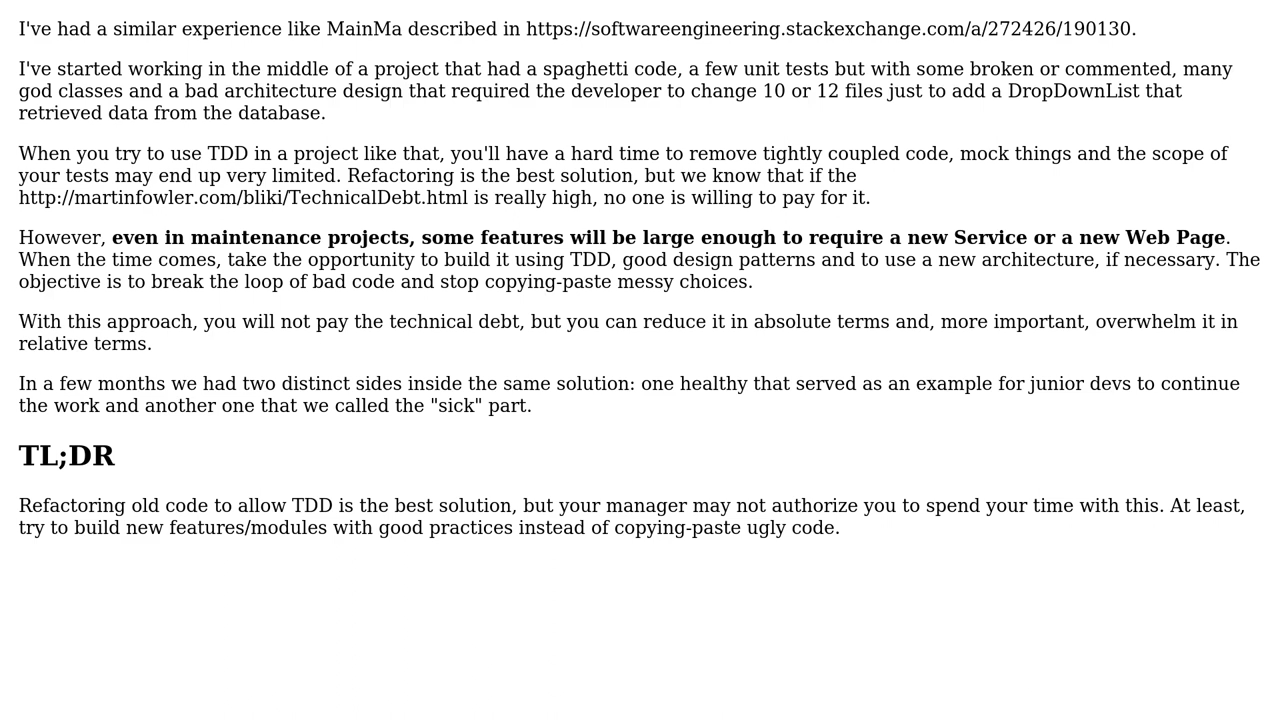 I've had a similar experience like MainMa described in https://softwareengineering.stackexchange.com/a/272426/190130.
I've started working in the middle of a project that had a spaghetti code, a few unit tests but with some broken or commented, many
god classes and a bad architecture design that required the developer to change 10 or 12 files just to add a DropDownList that
retrieved data from the database.
When you try to use TDD in a project like that, you'll have a hard time to remove tightly coupled code, mock things and the scope of
your tests may end up very limited. Refactoring is the best solution, but we know that if the
http://martinfowler.com/bliki/TechnicalDebt.html is really high, no one is willing to pay for it.
However, even in maintenance projects, some features will be large enough to require a new Service or a new Web Page.
When the time comes, take the opportunity to build it using TDD, good design patterns and to use a new architecture, if necessary. The
objective is to break the loop of bad code and stop copying-paste messy choices.
With this approach, you will not pay the technical debt, but you can reduce it in absolute terms and, more important, overwhelm it in
relative terms.
In a few months we had two distinct sides inside the same solution: one healthy that served as an example for junior devs to continue
the work and another one that we called the "sick" part.
TL;DR
Refactoring old code to allow TDD is the best solution, but your manager may not authorize you to spend your time with this. At least,
try to build new features/modules with good practices instead of copying-paste ugly code.